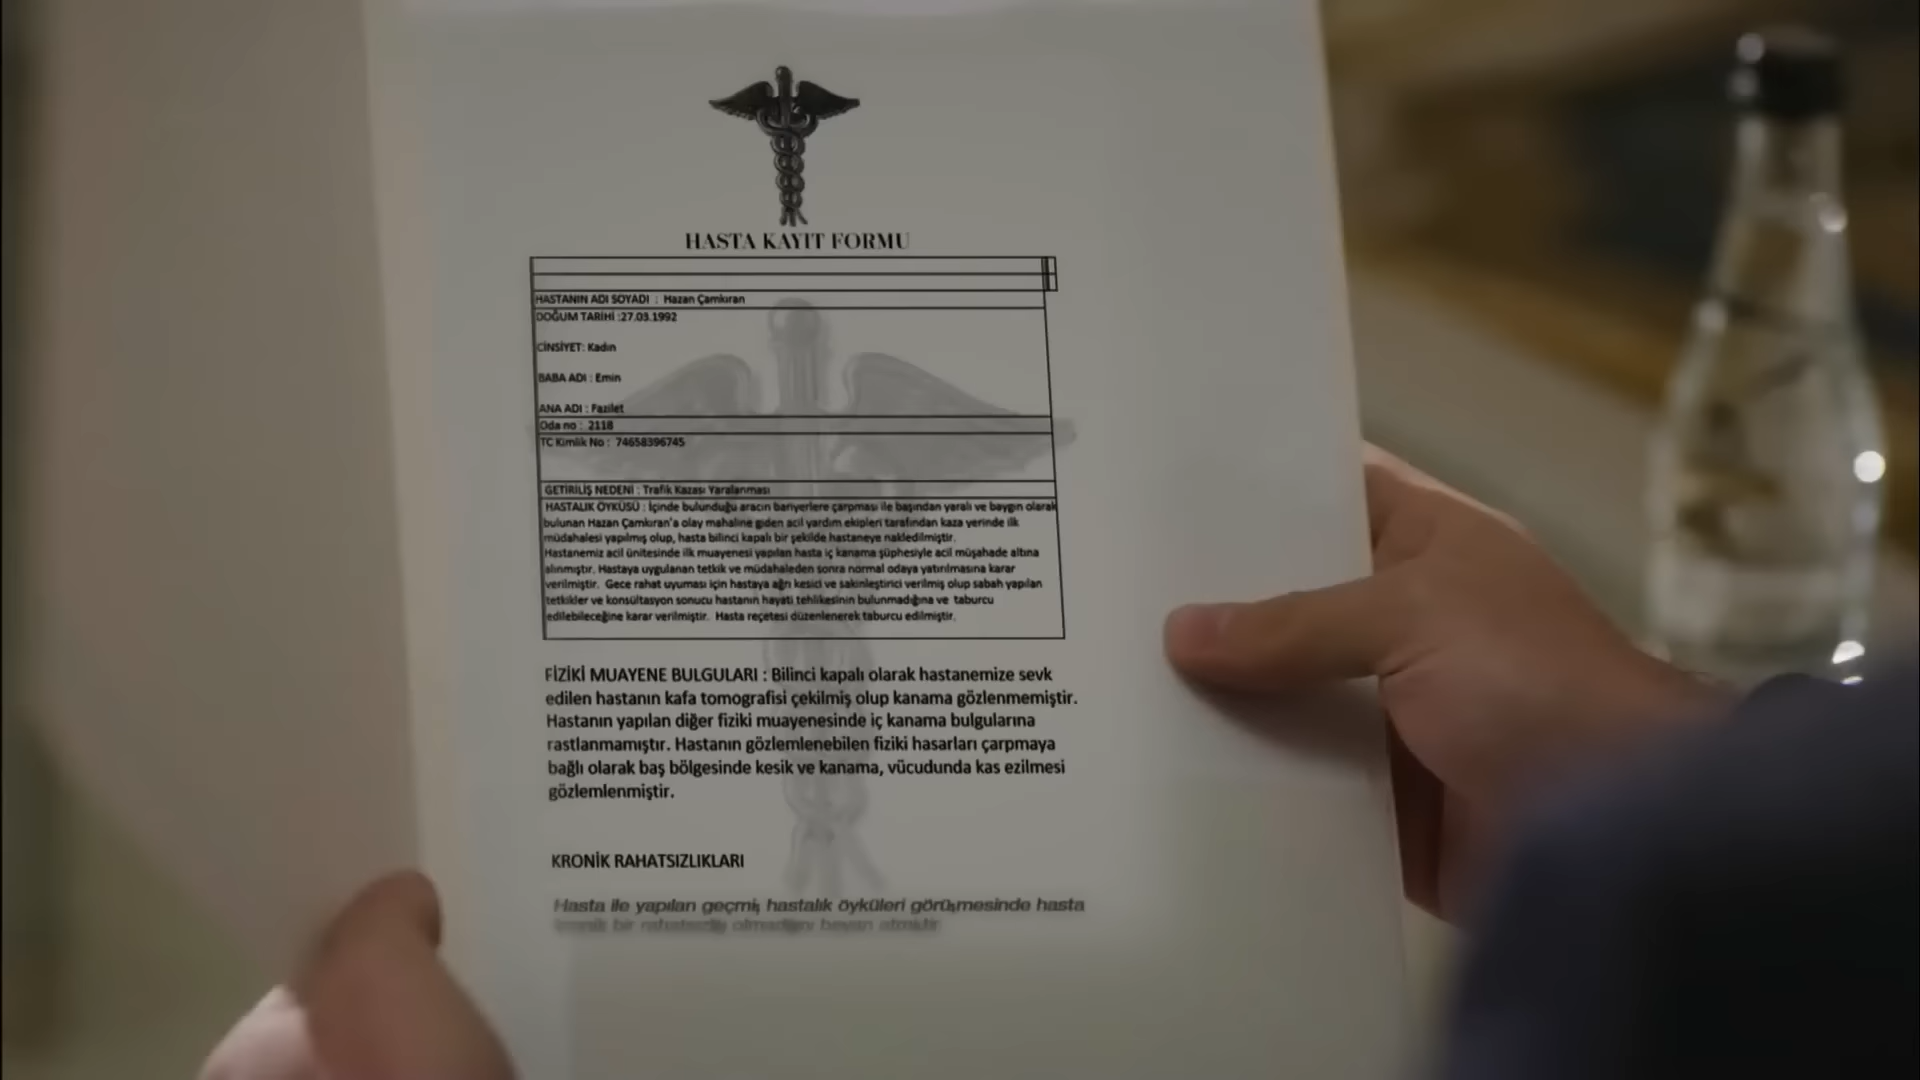 HASTA KAYIT FORMU
HASTANIN ADI SOYADI : Hazan Çamkıran
DOĞUM TARİHİ :27.03.1992
CİNSİYET: Kadın
BABA ADI : Emin
ANA ADI : Fazilet
Oda no : 2118
TC Kimlik No : 74658396745
GETİRİLİŞ NEDENİ : Trafik Kazası Yaralanması
HASTALIK ÖYKÜSÜ : İçinde bulunduğu aracın bariyerlere çarpması ile başından yaralı ve baygın olarak
bulunan Hazan Çamkıran'a olay mahaline giden acil yardım ekipleri tarafından kaza yerinde ilk
müdahalesi yapılmış olup, hasta bilinci kapalı bir şekilde hastaneye nakledilmiştir.
Hastanemiz acil ünitesinde ilk muayenesi yapılan hasta iç kanama şüphesiyle acil müşahade altına
alınmıştır. Hastaya uygulanan tetkik ve müdahaleden sonra normal odaya yatırılmasına karar
verilmiştir. Gece rahat uyuması için hastaya ağrı kesici ve sakinleştirici verilmiş olup sabah yapılan
tetkikler ve konsültasyon sonucu hastanın hayati tehlikesinin bulunmadığına ve taburcu
edilebileceğine karar verilmiştir. Hasta reçetesi düzenlenerek taburcu edilmiştir.
FİZİKİ MUAYENE BULGULARI : Bilinci kapalı olarak hastanemize sevk
edilen hastanın kafa tomografisi çekilmiş olup kanama gözlenmemiştir.
Hastanın yapılan diğer fiziki muayenesinde iç kanama bulgularına
rastlanmamıştır. Hastanın gözlemlenebilen fiziki hasarları çarpmaya
bağlı olarak baş bölgesinde kesik ve kanama, vücudunda kas ezilmesi
gözlemlenmiştir.
KRONİK RAHATSIZLIKLARI
Hasta ile yapılan geçmiş hastalık öyküleri görüşmesinde hasta
kronik bir rahatsızlığı olmadığını beyan etmiştir.